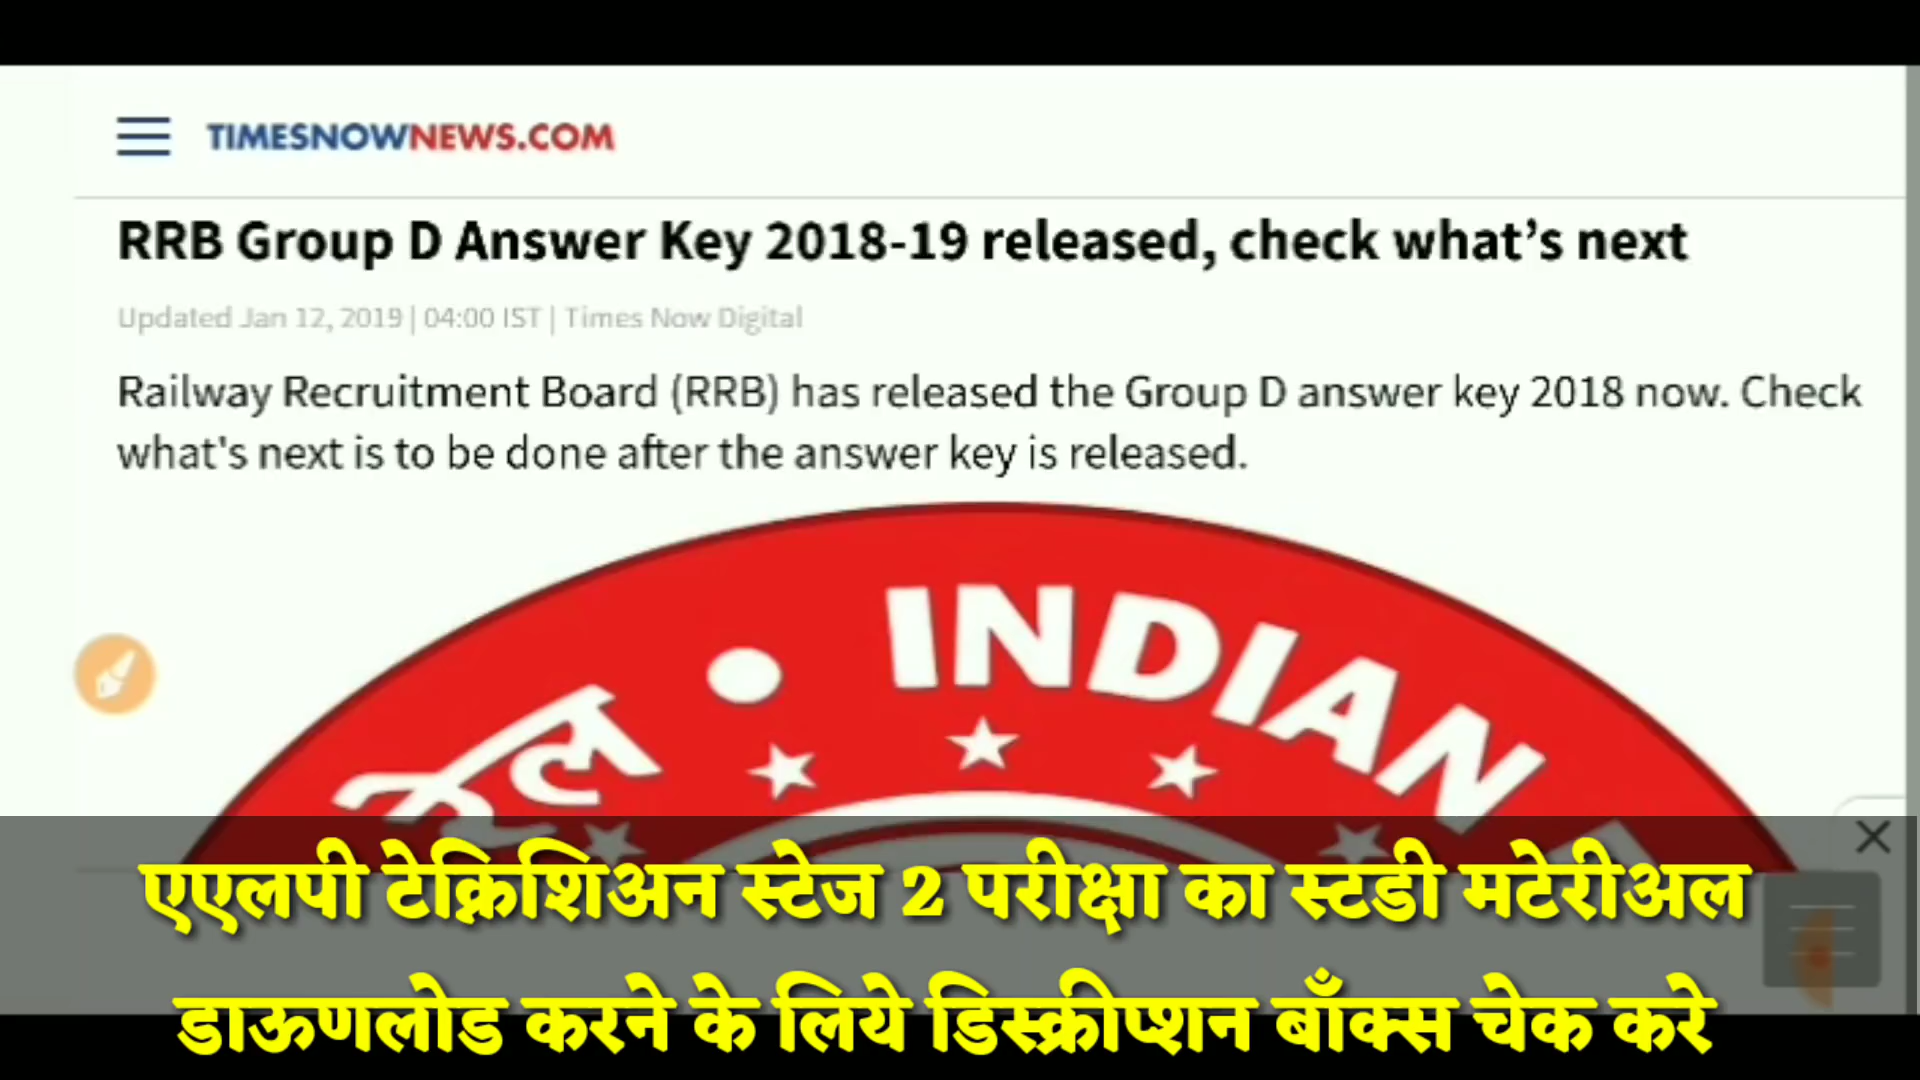 TIMESNOWNEWS.COM
RRB Group D Answer Key 2018-19 released, check what’s next
Updated Jan 12, 2019 | 04:00 IST | Times Now Digital
Railway Recruitment Board (RRB) has released the Group D answer key 2018 now. Check
what's next is to be done after the answer key is released.
रेल • INDIAN
एएलपी टेक्निशिअन स्टेज 2 परीक्षा का स्टडी मटेरीअल
डाऊणलोड करने के लिये डिस्क्रीप्शन बॉंक्स चेक करे